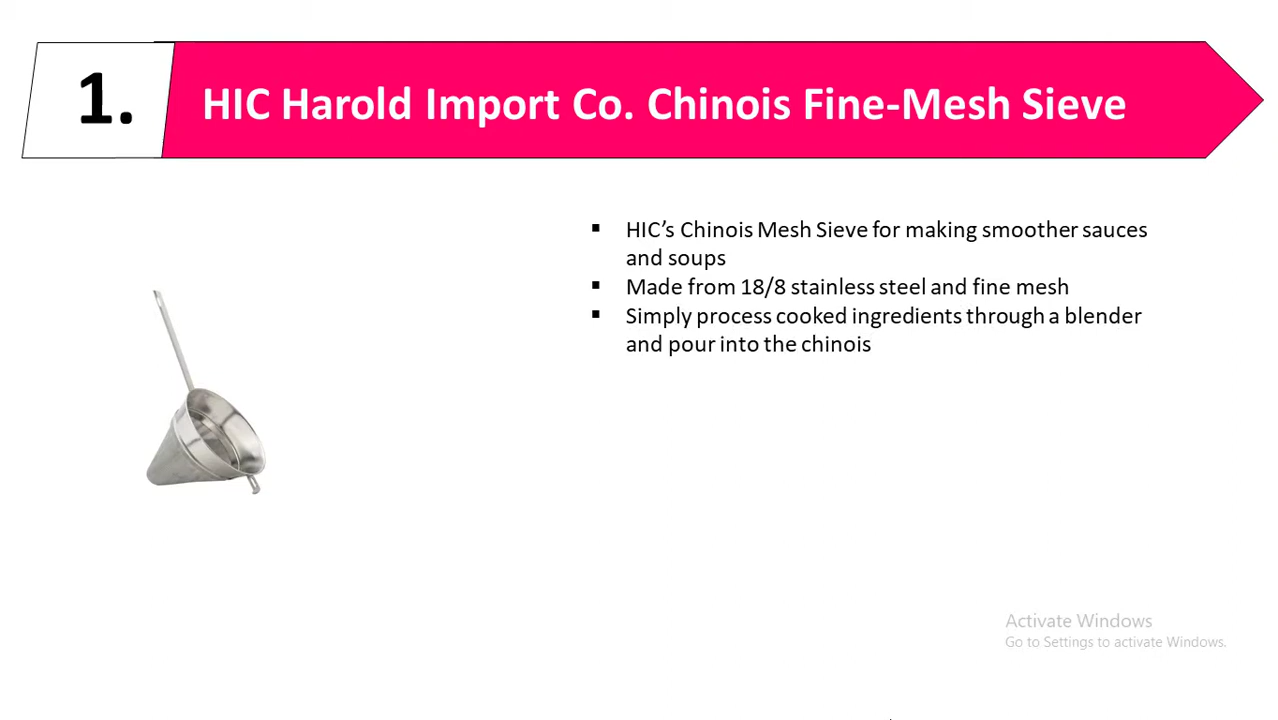 1.
HIC Harold Import Co. Chinois Fine-Mesh Sieve
▪ HIC’s Chinois Mesh Sieve for making smoother sauces
and soups
▪ Made from 18/8 stainless steel and fine mesh
▪ Simply process cooked ingredients through a blender
and pour into the chinois
Activate Windows
Go to Settings to activate Windows.